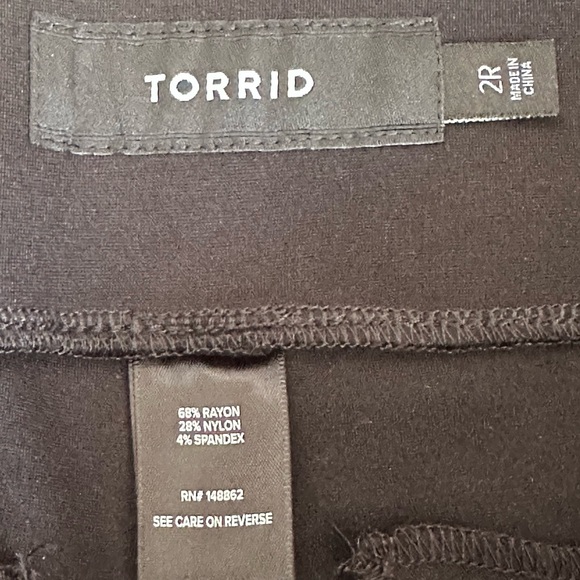 TORRID
2R
MADE IN
CHINA
68% RAYON
28% NYLON
4% SPANDEX
RN# 148862
SEE CARE ON REVERSE